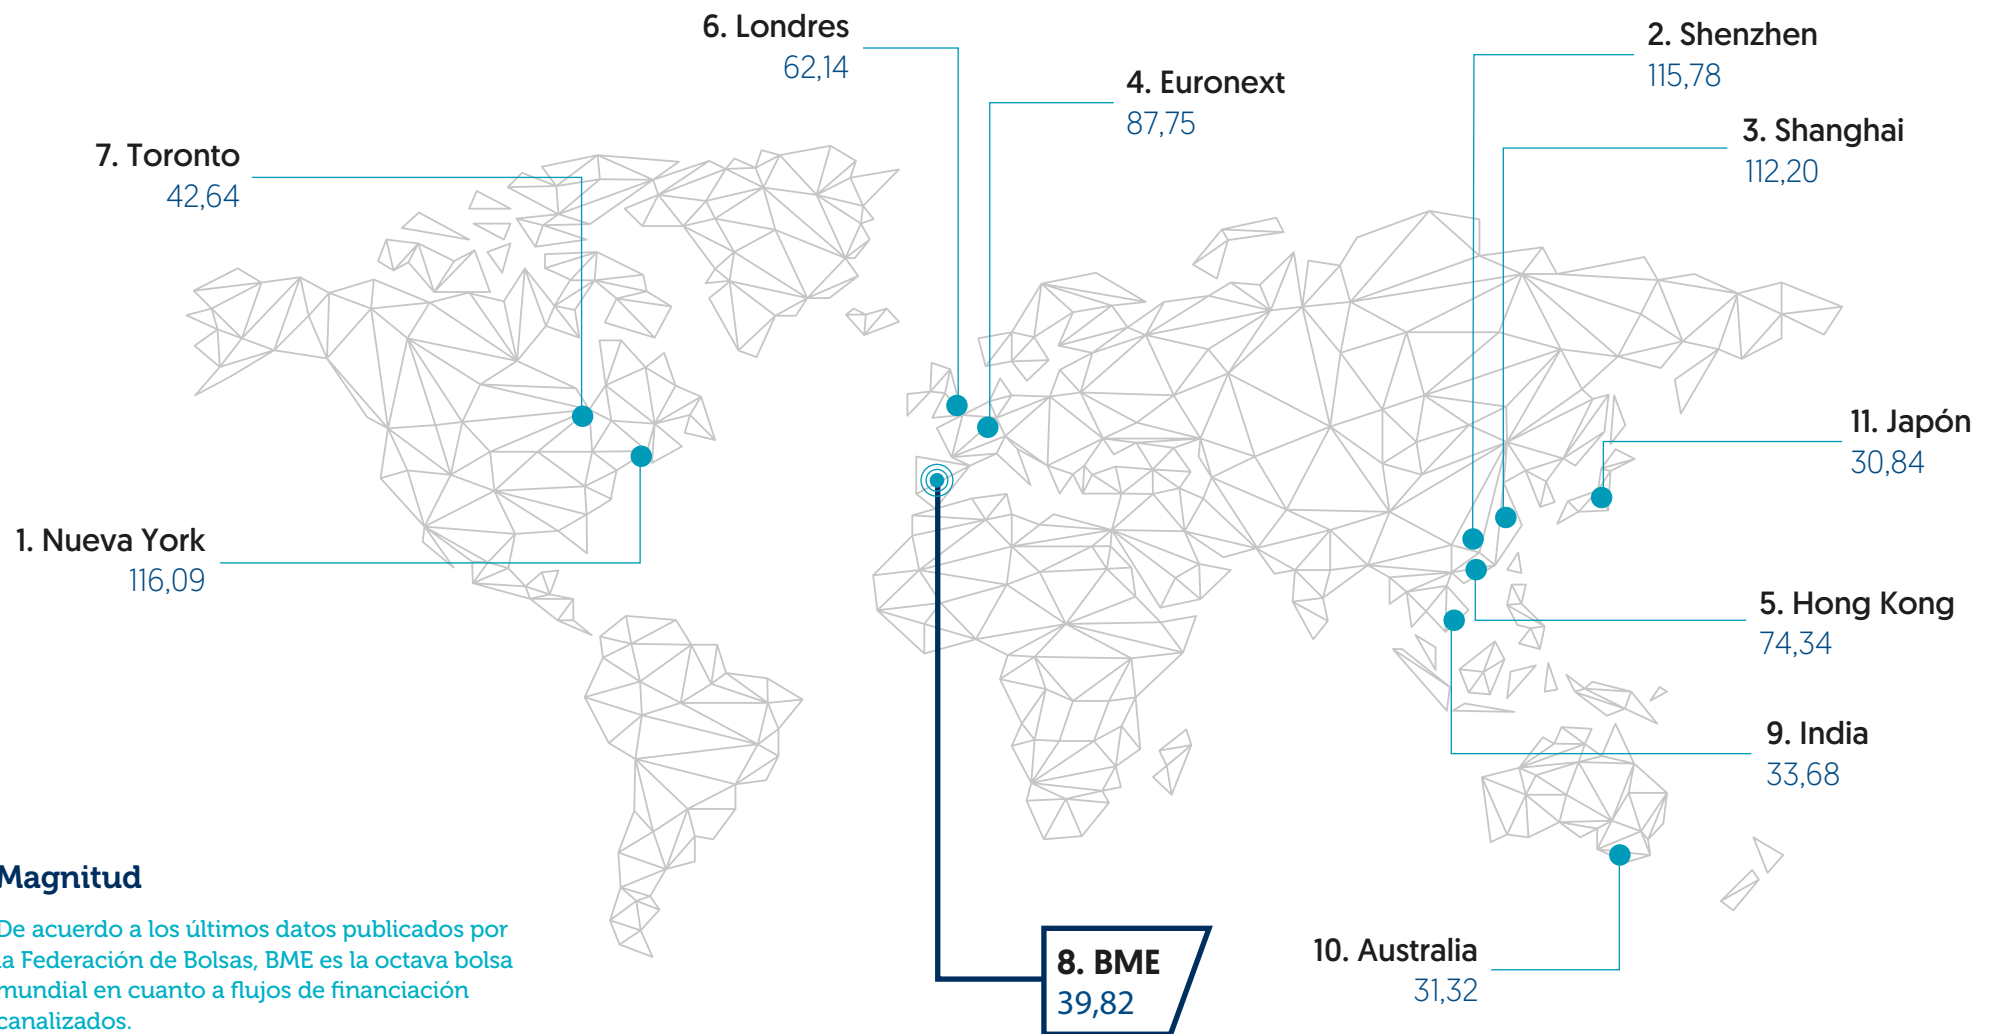 6. Londres
62,14
2. Shenzhen
115,78
4. Euronext
87,75
3. Shanghai
112,20
7. Toronto
42,64
11. Japón
30,84
1. Nueva York
116,09
5. Hong Kong
74,34
9. India
33,68
Magnitud
De acuerdo a los últimos datos publicados por
la Federación de Bolsas, BME es la octava bolsa
mundial en cuanto a flujos de financiación
canalizados.
8. BME
39,82
10. Australia
31,32